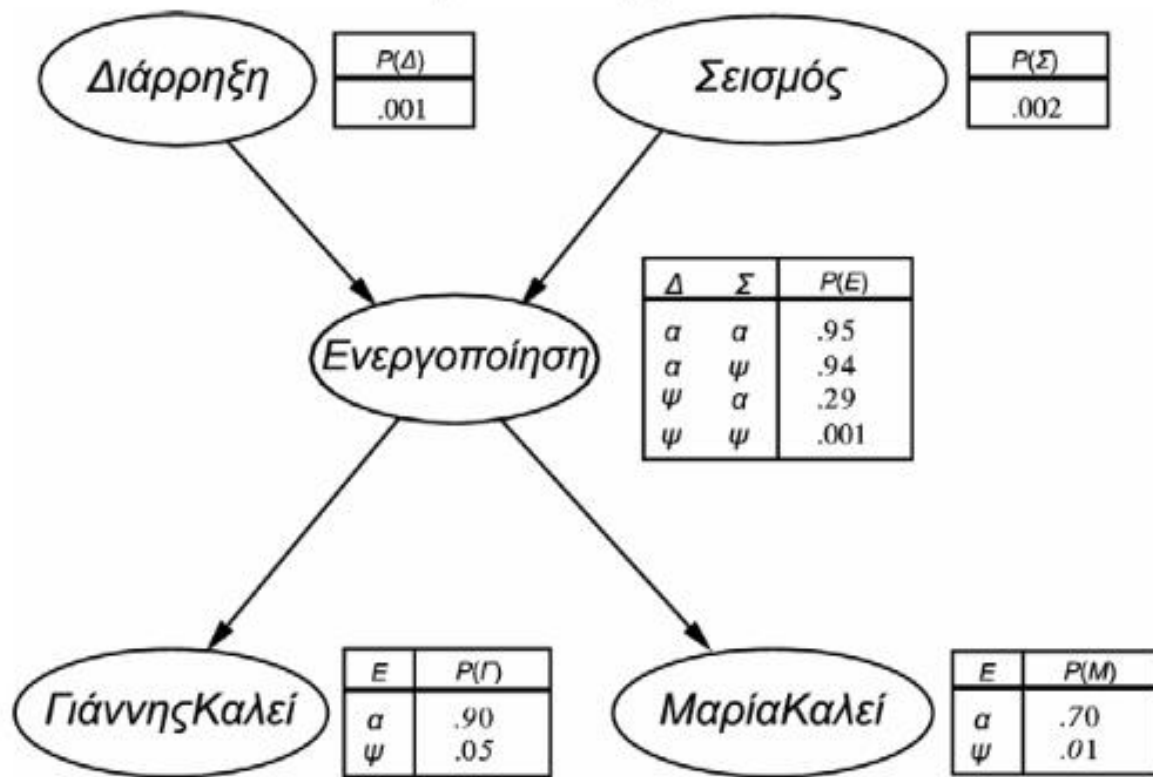 Διάρρηξη
P(Δ)
.001
Σεισμός
P(Σ)
.002
Ενεργοποίηση
Δ Σ P(E)
α α .95
α ψ .94
ψ α .29
ψ ψ .001
ΓιάννηςΚαλεί
E P(Γ)
α .90
ψ .05
ΜαρίαΚαλεί
E P(M)
α .70
ψ .01